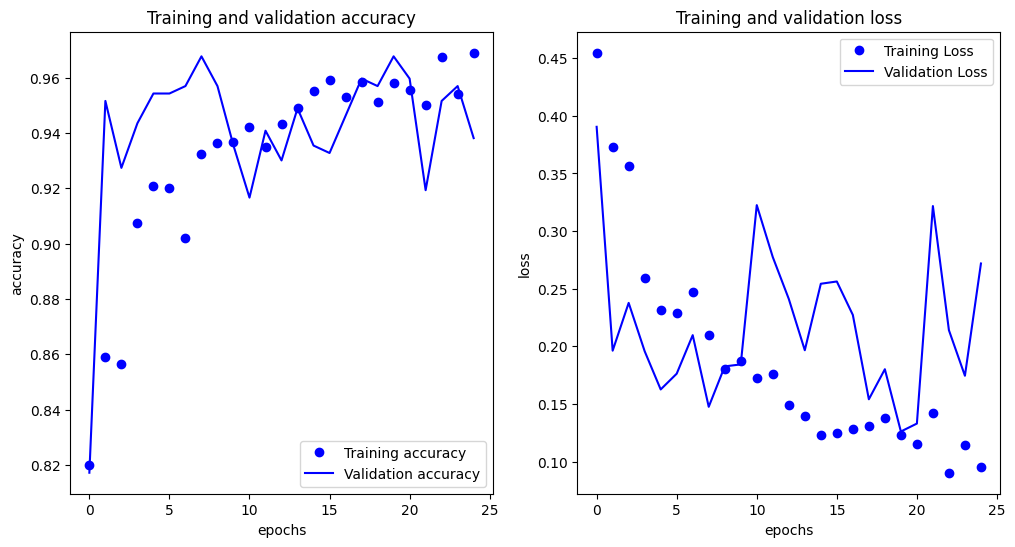 Training and validation accuracy
0.96
0.94
0.92
0.90
0.88
0.86
0.84
0.82
accuracy
0 5 10 15 20 25
epochs
Training accuracy
Validation accuracy
Training and validation loss
0.45
0.40
0.35
0.30
0.25
0.20
0.15
0.10
loss
0 5 10 15 20 25
epochs
Training Loss
Validation Loss